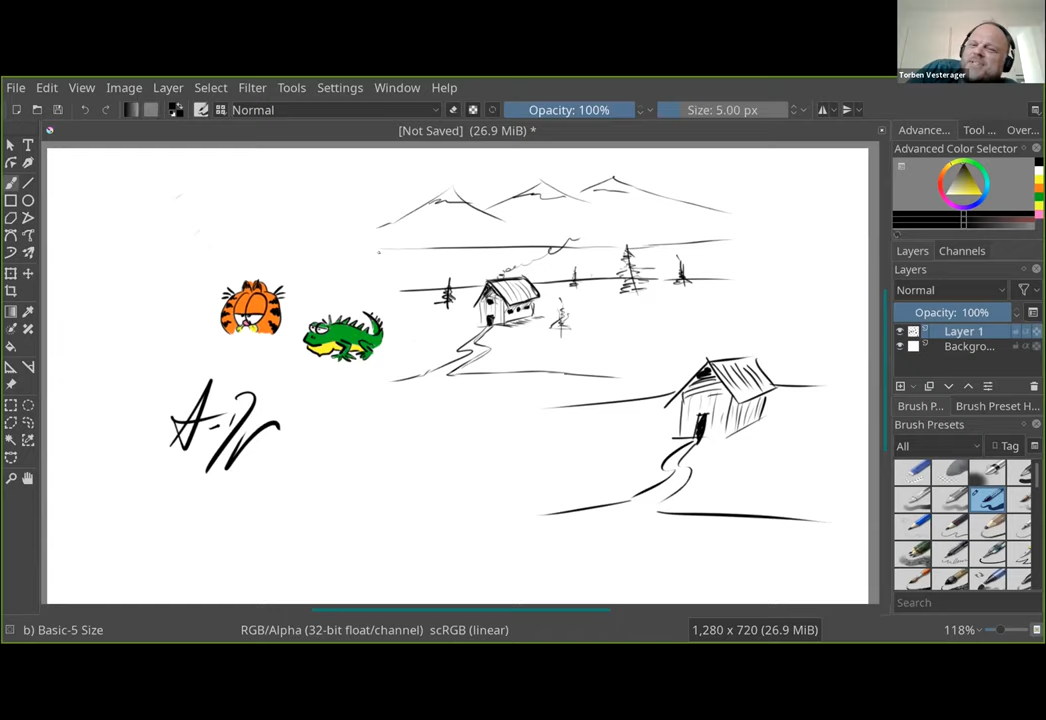 Torben Vesterager
File Edit View Image Layer Select Filter Tools Settings Window Help
Normal Opacity: 100% Size: 5.00 px
[Not Saved] (26.9 MiB) *
Advance... Tool ... Over...
Advanced Color Selector
Layers Channels
Layers
Normal
Opacity: 100%
Layer 1
Backgro...
Brush P... Brush Preset H...
Brush Presets
All Tag
Search
b) Basic-5 Size RGB/Alpha (32-bit float/channel) scRGB (linear) 1,280 x 720 (26.9 MiB) 118%